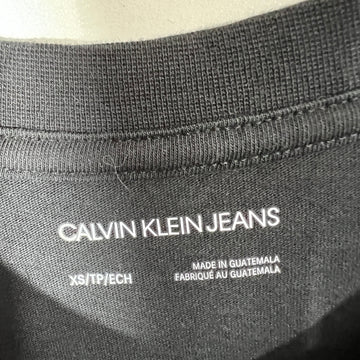 CALVIN KLEIN JEANS
XS/TP/ECH
MADE IN GUATEMALA
FABRIQUÉ AU GUATEMALA